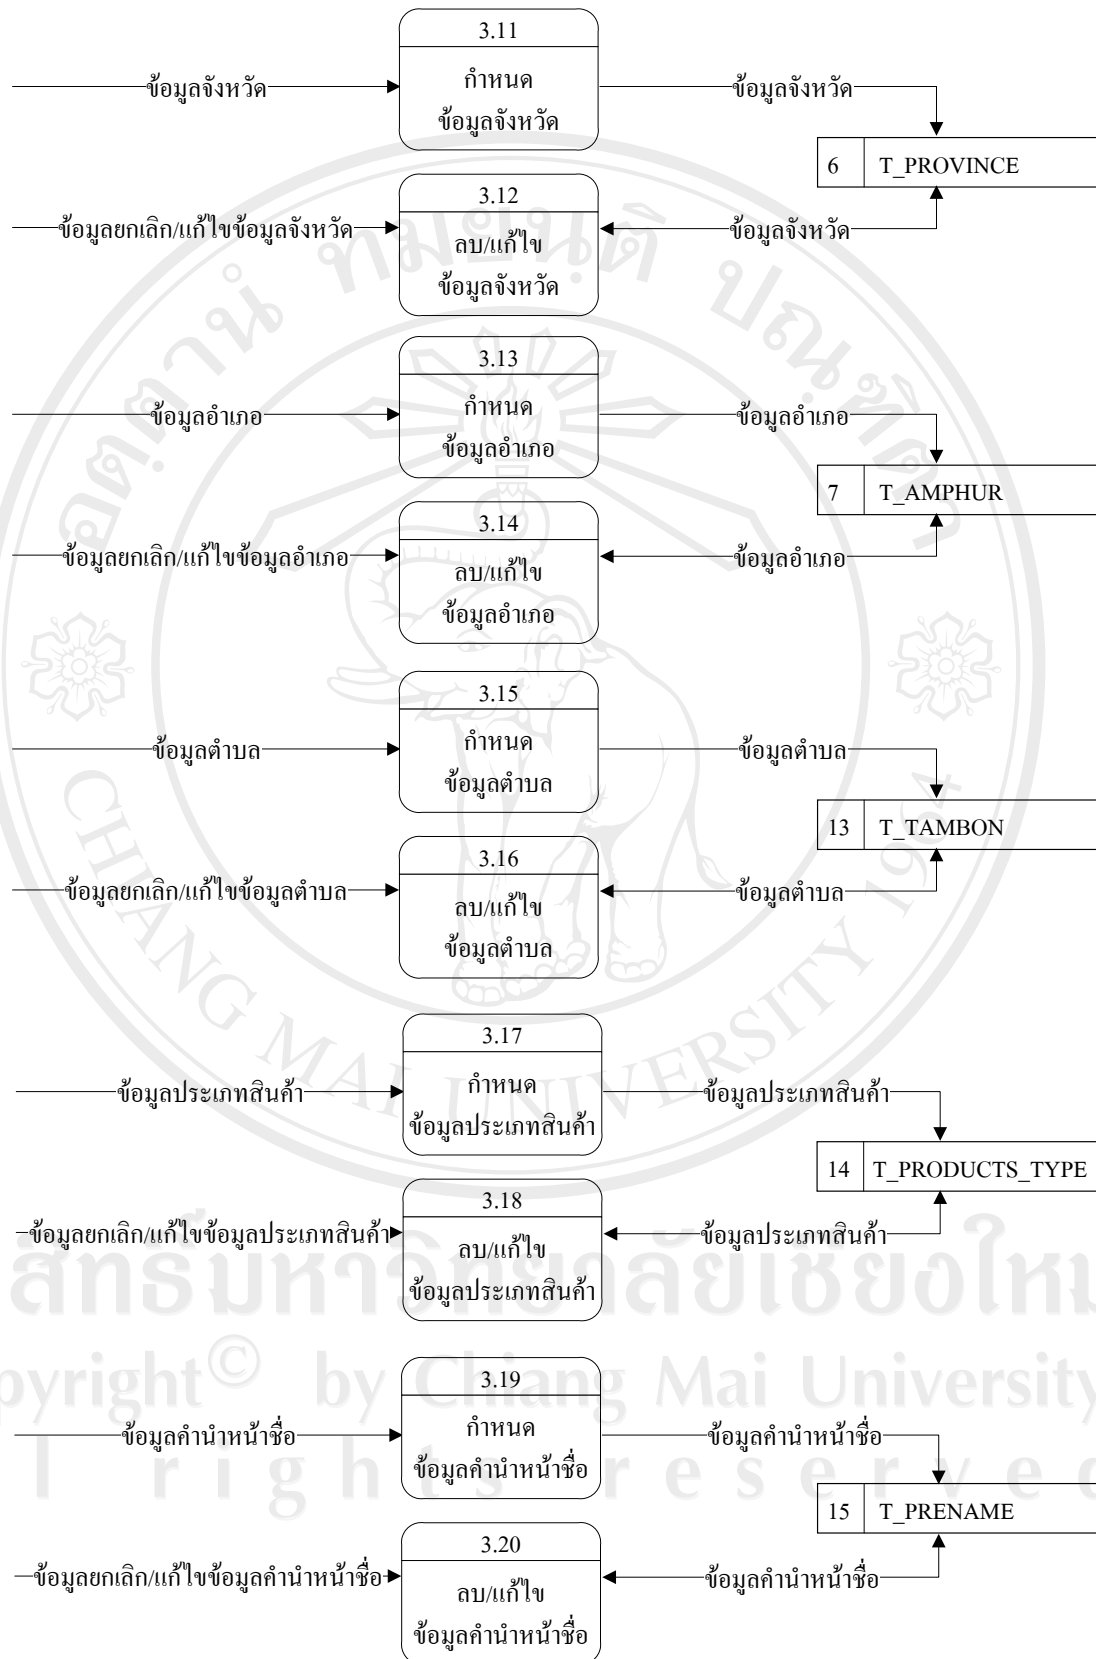 3.11
ข้อมูลจังหวัด
กำหนด
ข้อมูลจังหวัด
ข้อมูลจังหวัด
6 T_PROVINCE
3.12
ข้อมูลยกเลิก/แก้ไขข้อมูลจังหวัด
ลบ/แก้ไข
ข้อมูลจังหวัด
ข้อมูลจังหวัด
3.13
ข้อมูลอำเภอ
กำหนด
ข้อมูลอำเภอ
ข้อมูลอำเภอ
7 T_AMPHUR
3.14
ข้อมูลยกเลิก/แก้ไขข้อมูลอำเภอ
ลบ/แก้ไข
ข้อมูลอำเภอ
ข้อมูลอำเภอ
3.15
ข้อมูลตำบล
กำหนด
ข้อมูลตำบล
ข้อมูลตำบล
13 T_TAMBON
3.16
ข้อมูลยกเลิก/แก้ไขข้อมูลตำบล
ลบ/แก้ไข
ข้อมูลตำบล
ข้อมูลตำบล
3.17
ข้อมูลประเภทสินค้า
กำหนด
ข้อมูลประเภทสินค้า
ข้อมูลประเภทสินค้า
14 T_PRODUCTS_TYPE
3.18
ข้อมูลยกเลิก/แก้ไขข้อมูลประเภทสินค้า
ลบ/แก้ไข
ข้อมูลประเภทสินค้า
ข้อมูลประเภทสินค้า
3.19
ข้อมูลคำนำหน้าชื่อ
กำหนด
ข้อมูลคำนำหน้าชื่อ
ข้อมูลคำนำหน้าชื่อ
15 T_PRENAME
3.20
ข้อมูลยกเลิก/แก้ไขข้อมูลคำนำหน้าชื่อ
ลบ/แก้ไข
ข้อมูลคำนำหน้าชื่อ
ข้อมูลคำนำหน้าชื่อ
CHIANG MAI UNIVERSITY 1964
by Chiang Mai University
rights reserved